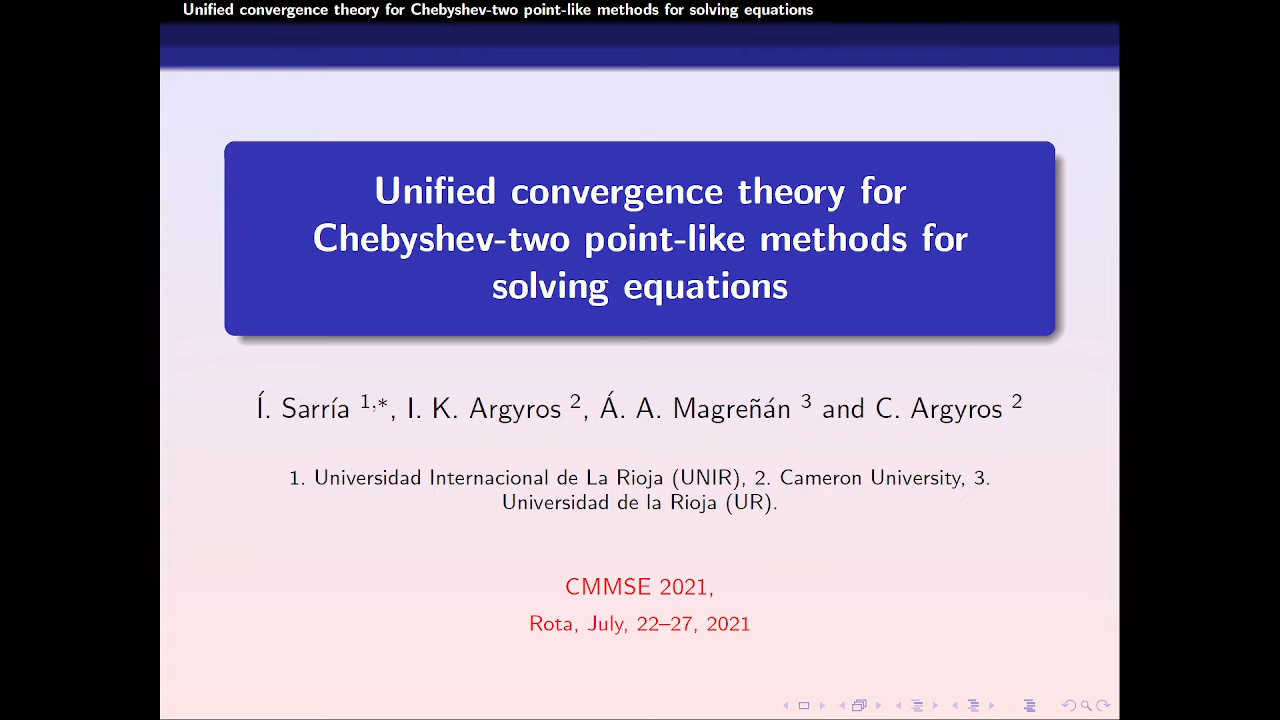 Unified convergence theory for Chebyshev-two point-like methods for solving equations
Unified convergence theory for
Chebyshev-two point-like methods for
solving equations
Í. Sarría 1,*, I. K. Argyros 2, Á. A. Magreñán 3 and C. Argyros 2
1. Universidad Internacional de La Rioja (UNIR), 2. Cameron University, 3.
Universidad de la Rioja (UR).
CMMSE 2021,
Rota, July, 22–27, 2021